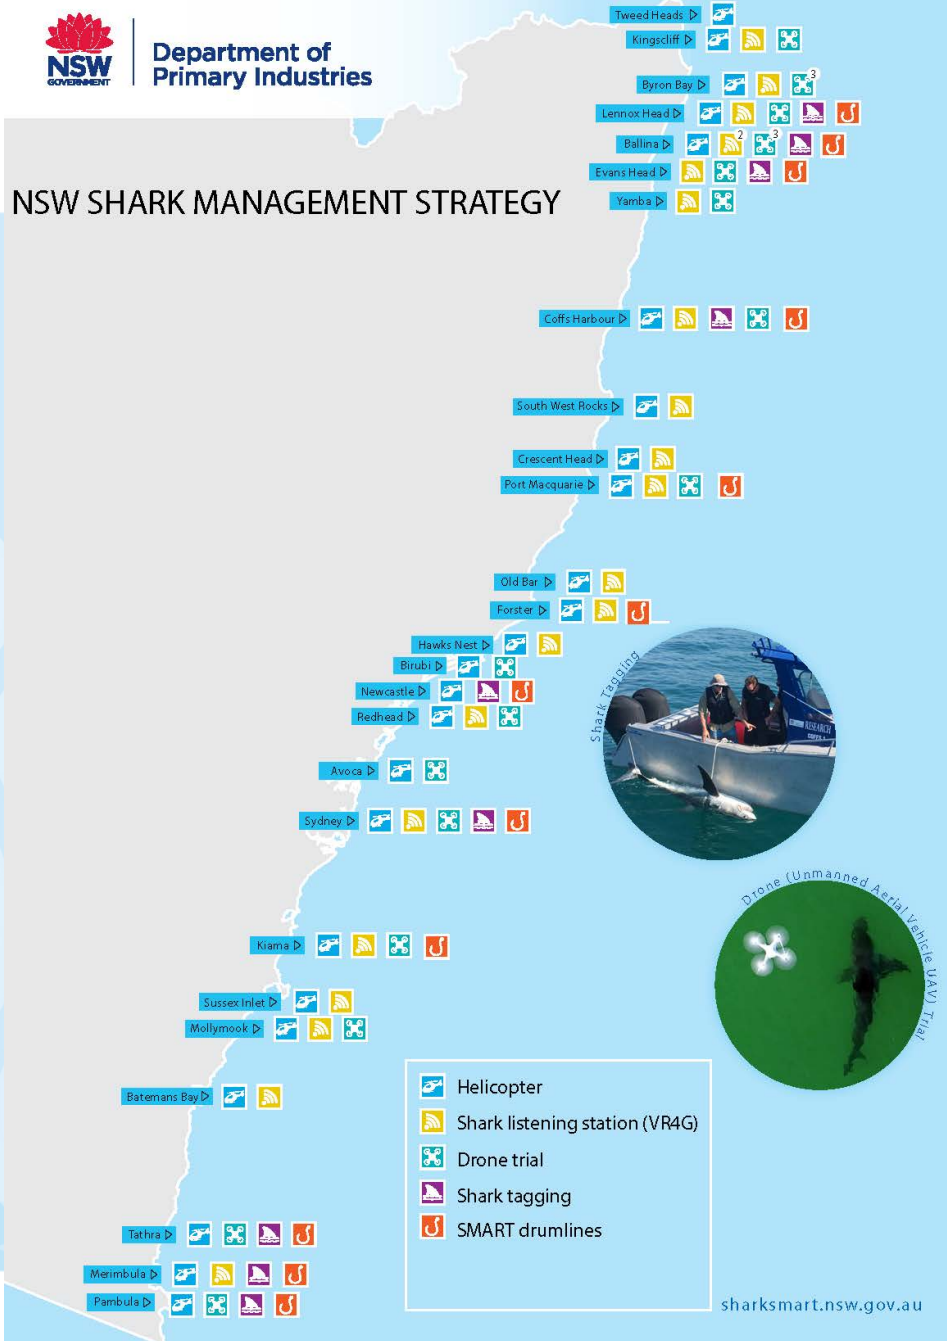 NSW
GOVERNMENT
Department of
Primary Industries
NSW SHARK MANAGEMENT STRATEGY
Tweed Heads
Kingscliff
Byron Bay 3
Lennox Head
Ballina 2 3
Evans Head
Yamba
Coffs Harbour
South West Rocks
Crescent Head
Port Macquarie
Old Bar
Forster
Hawks Nest
Birubi
Newcastle
Redhead
Avoca
Sydney
Kiama
Sussex Inlet
Mollymook
Batemans Bay
Tathra
Merimbula
Pambula
Shark Tagging
RESEARCH
Drone (Unmanned Aerial Vehicle UAV) Trial
Helicopter
Shark listening station (VR4G)
Drone trial
Shark tagging
SMART drumlines
sharksmart.nsw.gov.au